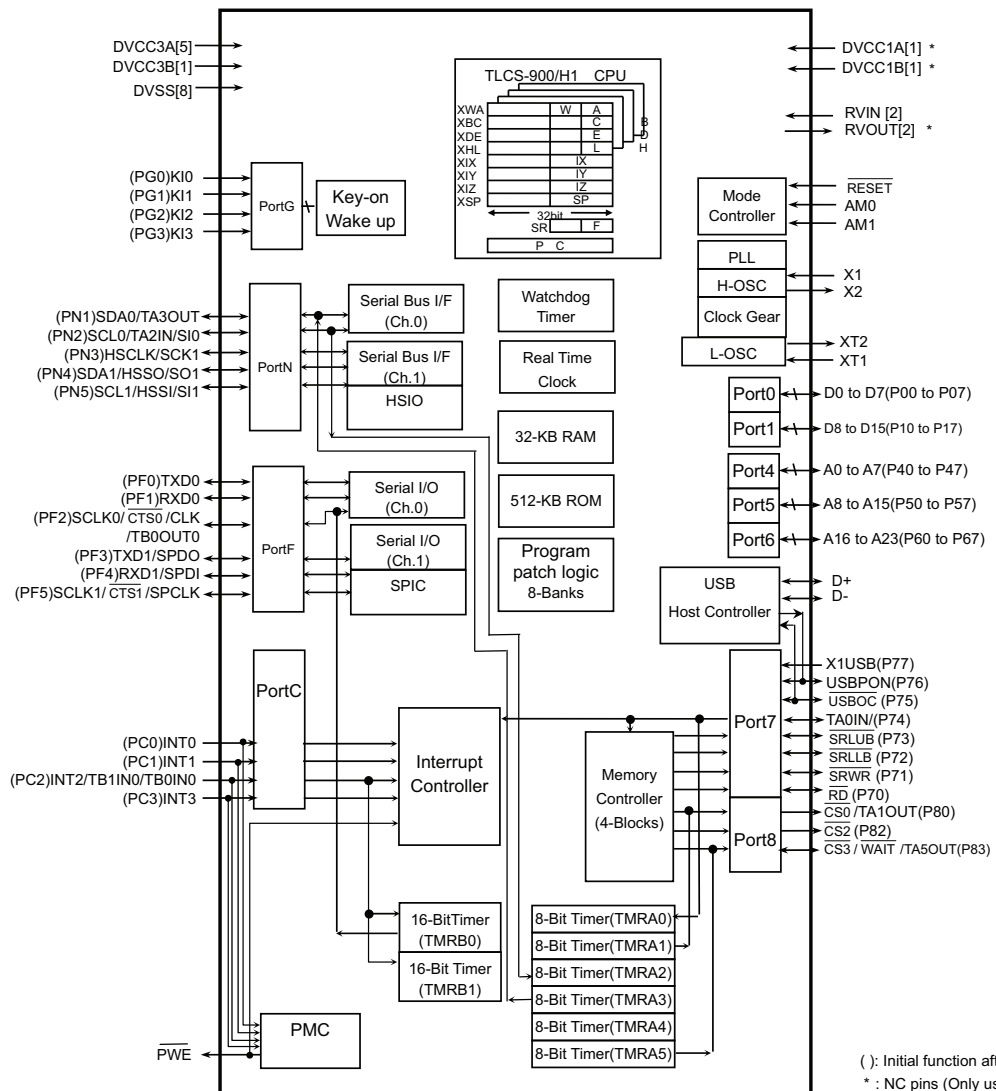 DVCC3A[5]
DVCC3B[1]
DVSS[8]
DVCC1A[1] *
DVCC1B[1] *
RVIN [2]
RVOUT[2] *
TLCS-900/H1 CPU
XWA W A
XBC C B
XDE E D
XHL L H
XIX IX
XIY IY
XIZ IZ
XSP SP
32bit
SR F
P C
(PG0)KI0
(PG1)KI1
(PG2)KI2
(PG3)KI3
PortG
Key-on
Wake up
RESET
AM0
AM1
Mode
Controller
PLL
H-OSC
Clock Gear
L-OSC
X1
X2
XT2
XT1
(PN1)SDA0/TA3OUT
(PN2)SCL0/TA2IN/SI0
(PN3)HSCLK/SCK1
(PN4)SDA1/HSSO/SO1
(PN5)SCL1/HSSI/SI1
PortN
Serial Bus I/F
(Ch.0)
Serial Bus I/F
(Ch.1)
HSIO
Watchdog
Timer
Real Time
Clock
32-KB RAM
512-KB ROM
Program
patch logic
8-Banks
Port0
D0 to D7(P00 to P07)
Port1
D8 to D15(P10 to P17)
Port4
A0 to A7(P40 to P47)
Port5
A8 to A15(P50 to P57)
Port6
A16 to A23(P60 to P67)
(PF0)TXD0
(PF1)RXD0
(PF2)SCLK0/ CTS0 /CLK
/TB0OUT0
(PF3)TXD1/SPDO
(PF4)RXD1/SPDI
(PF5)SCLK1/ CTS1 /SPCLK
PortF
Serial I/O
(Ch.0)
Serial I/O
(Ch.1)
SPIC
USB
Host Controller
D+
D-
X1USB(P77)
USBPON(P76)
USBOC (P75)
TA0IN/(P74)
SRLUB (P73)
SRLLB (P72)
SRWR (P71)
RD (P70)
CS0 /TA1OUT(P80)
CS2 (P82)
CS3 / WAIT /TA5OUT(P83)
Port7
Port8
(PC0)INT0
(PC1)INT1
(PC2)INT2/TB1IN0/TB0IN0
(PC3)INT3
PortC
Interrupt
Controller
Memory
Controller
(4-Blocks)
16-BitTimer
(TMRB0)
16-Bit Timer
(TMRB1)
8-Bit Timer(TMRA0)
8-Bit Timer(TMRA1)
8-Bit Timer(TMRA2)
8-Bit Timer(TMRA3)
8-Bit Timer(TMRA4)
8-Bit Timer(TMRA5)
PMC
PWE
( ): Initial function aft
* : NC pins (Only us